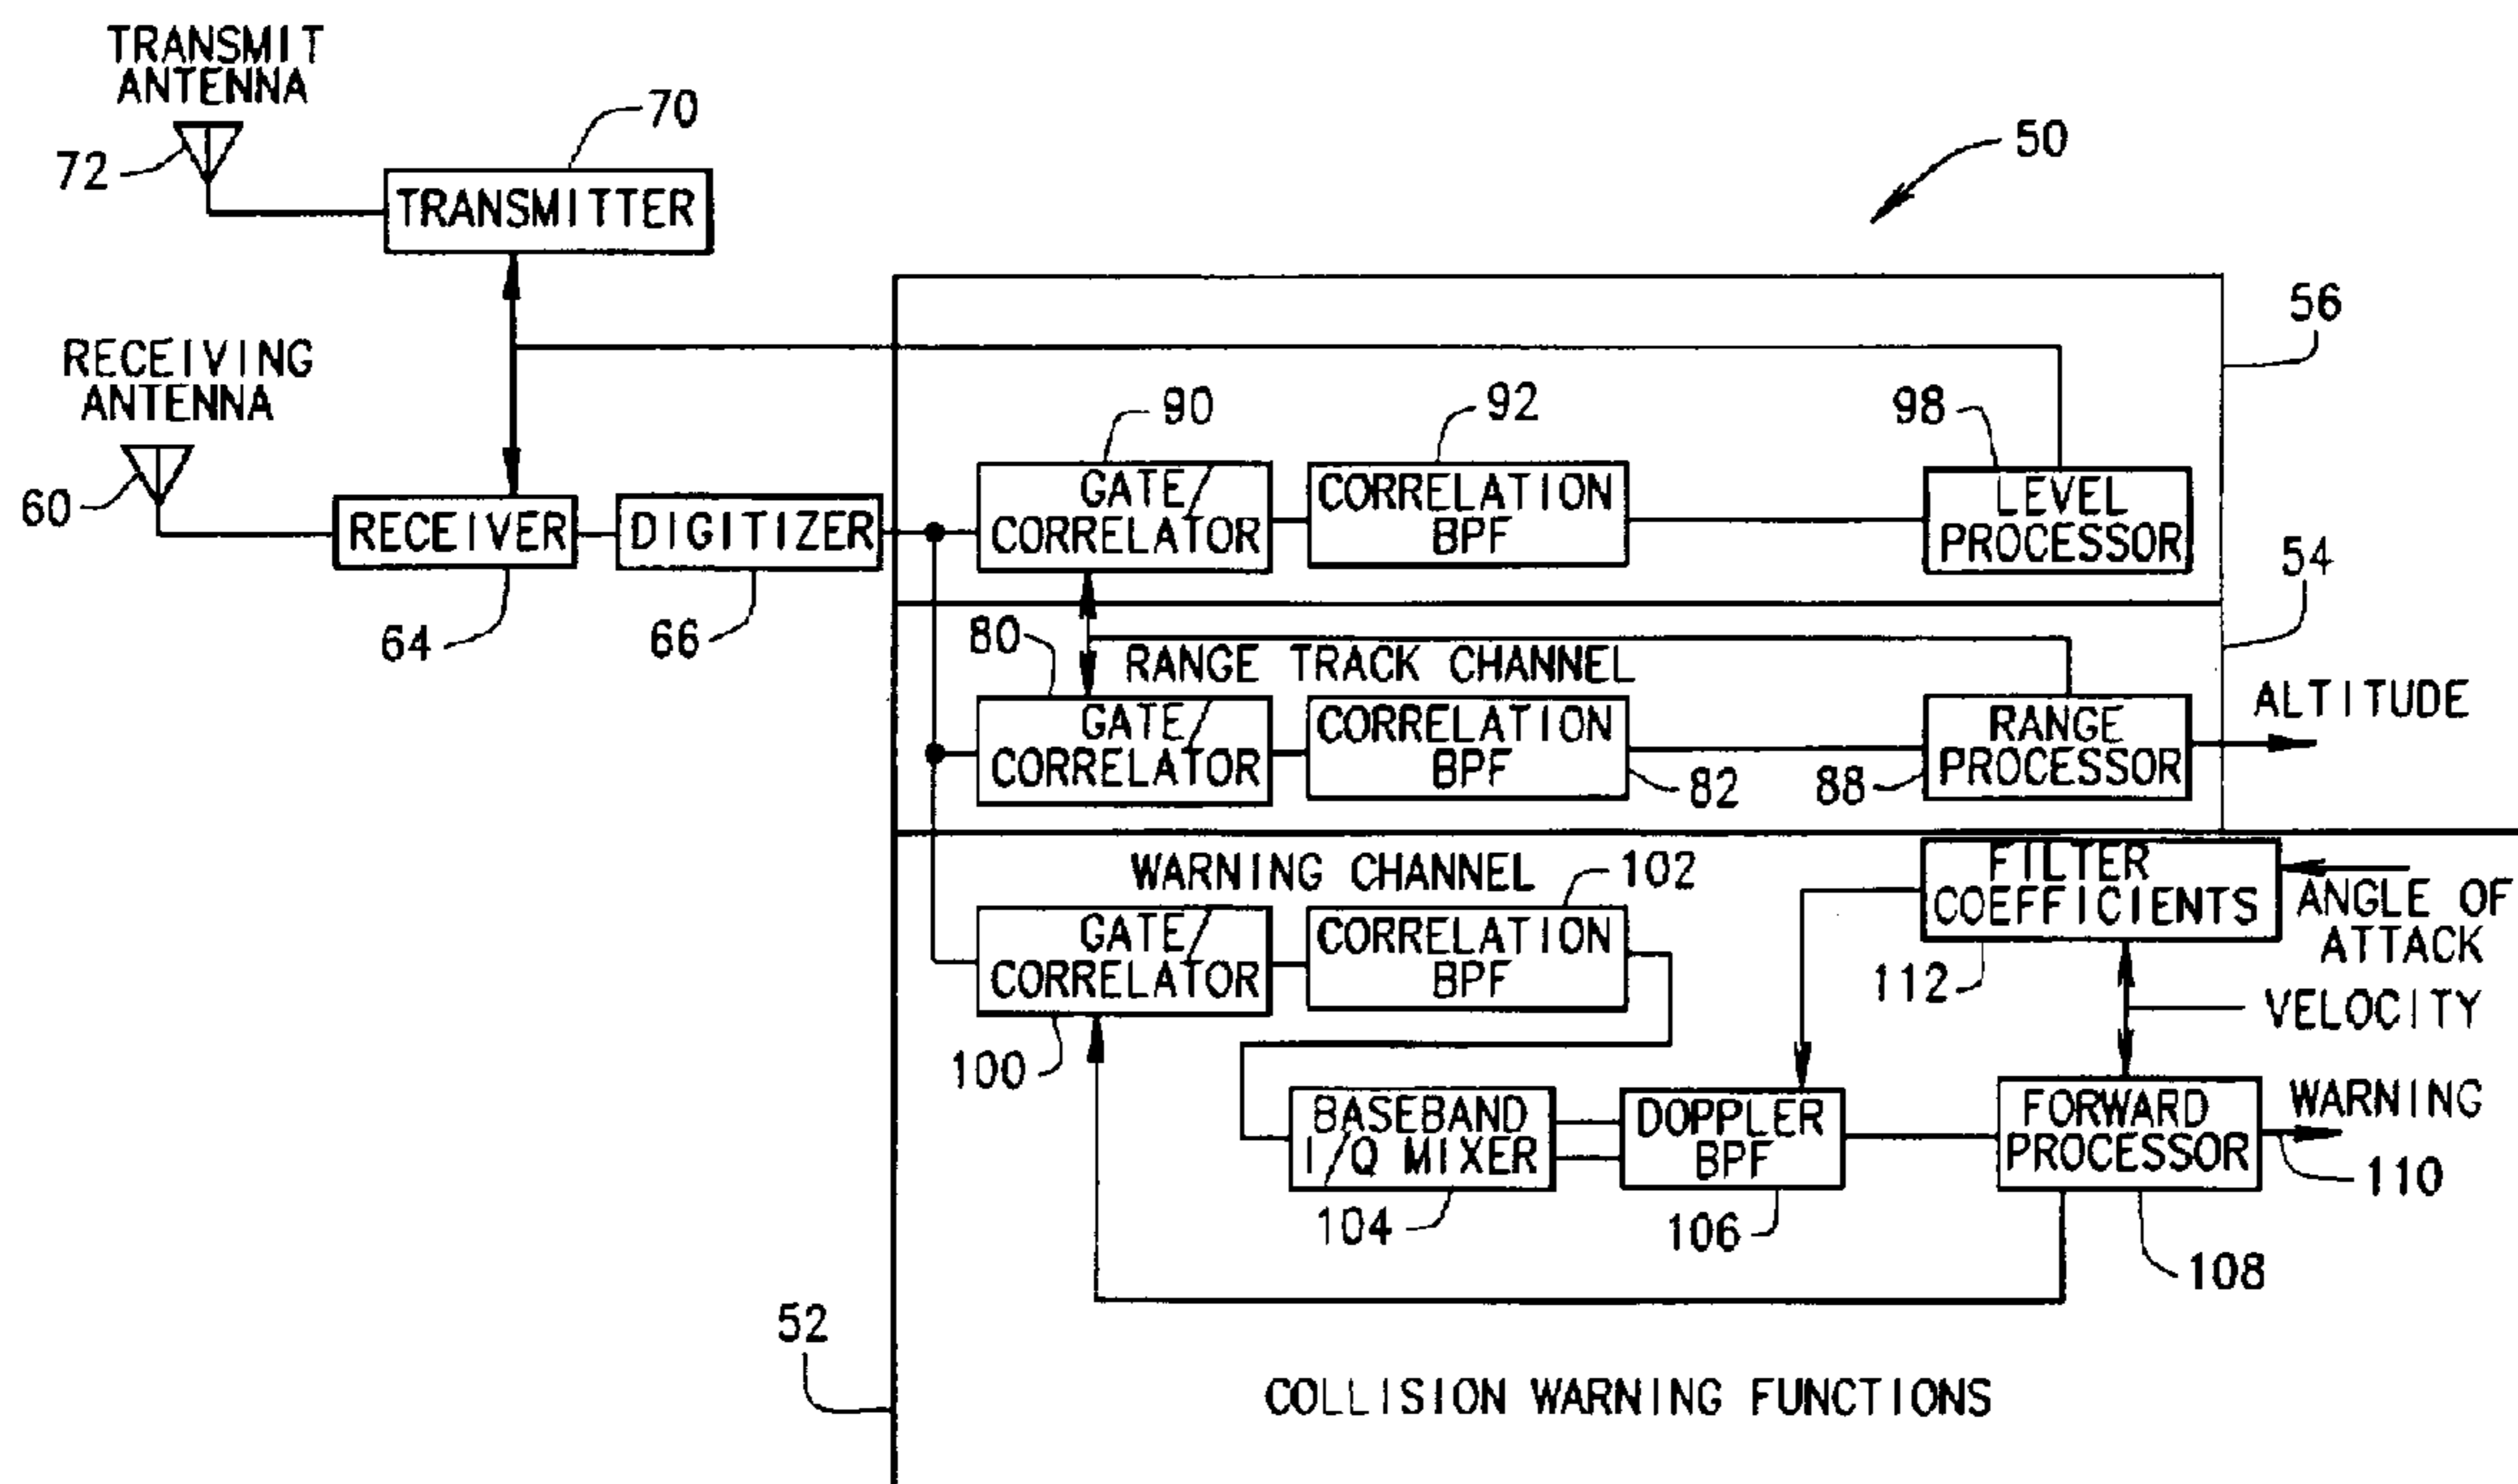 TRANSMIT
ANTENNA
72
70
TRANSMITTER
50
RECEIVING
ANTENNA
60
RECEIVER
64
DIGITIZER
66
56
90
GATE/
CORRELATOR
92
CORRELATION
BPF
98
LEVEL
PROCESSOR
54
80
RANGE TRACK CHANNEL
GATE/
CORRELATOR
CORRELATION
BPF
82
88
RANGE
PROCESSOR
ALTITUDE
WARNING CHANNEL
102
GATE/
CORRELATOR
100
CORRELATION
BPF
FILTER
COEFFICIENTS
112
ANGLE OF
ATTACK
VELOCITY
BASEBAND
I/Q MIXER
104
DOPPLER
BPF
106
FORWARD
PROCESSOR
108
WARNING
110
52
COLLISION WARNING FUNCTIONS